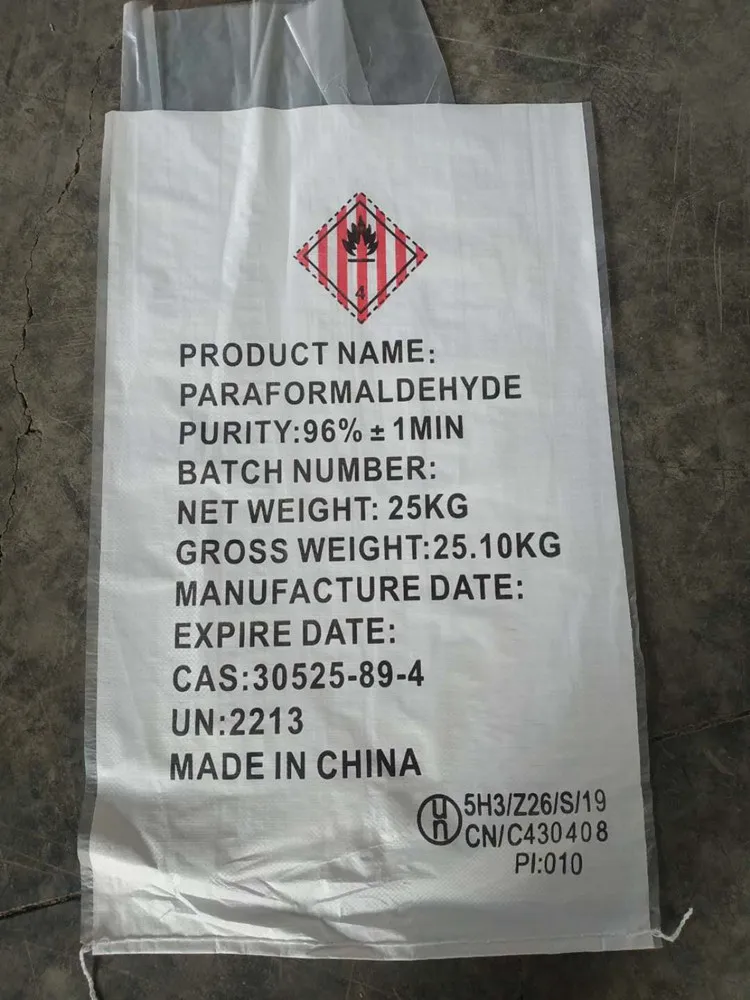 4
PRODUCT NAME:
PARAFORMALDEHYDE
PURITY:96% ± 1MIN
BATCH NUMBER:
NET WEIGHT: 25KG
GROSS WEIGHT:25.10KG
MANUFACTURE DATE:
EXPIRE DATE:
CAS:30525-89-4
UN:2213
MADE IN CHINA
un 5H3/Z26/S/19
CN/C430408
PI:010